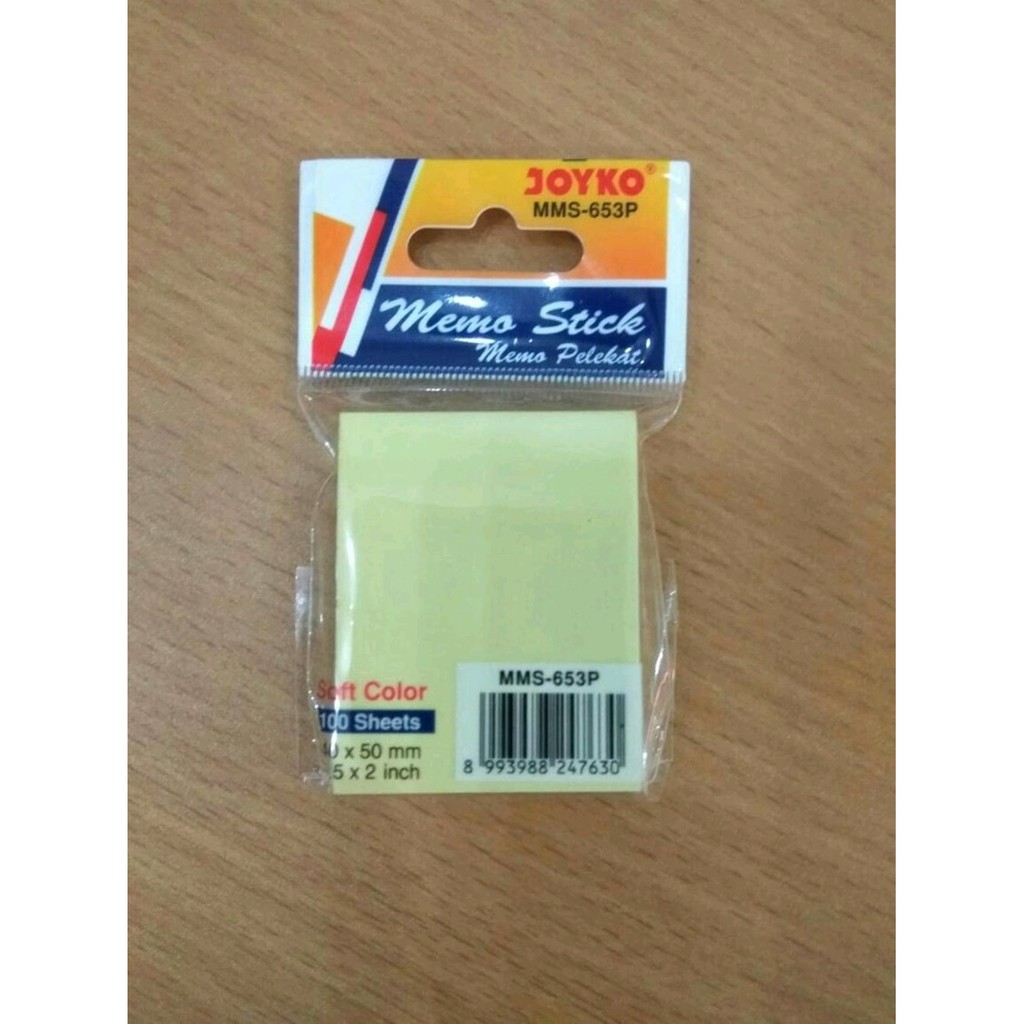 JOYKO®
MMS-653P
Memo Stick
Memo Pelekat
Soft Color
100 Sheets
MMS-653P
x 50 mm
5 x 2 inch
8 993988 247630